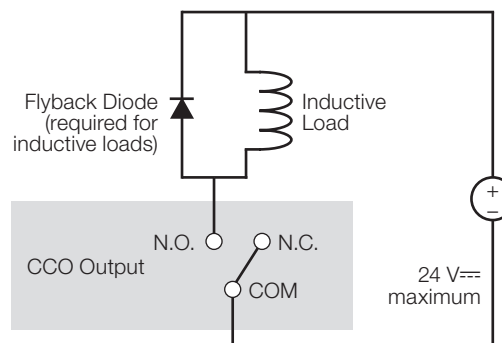 Flyback Diode
(required for
inductive loads)
Inductive
Load
+
−
N.O.
N.C.
CCO Output
COM
24 V⎓
maximum